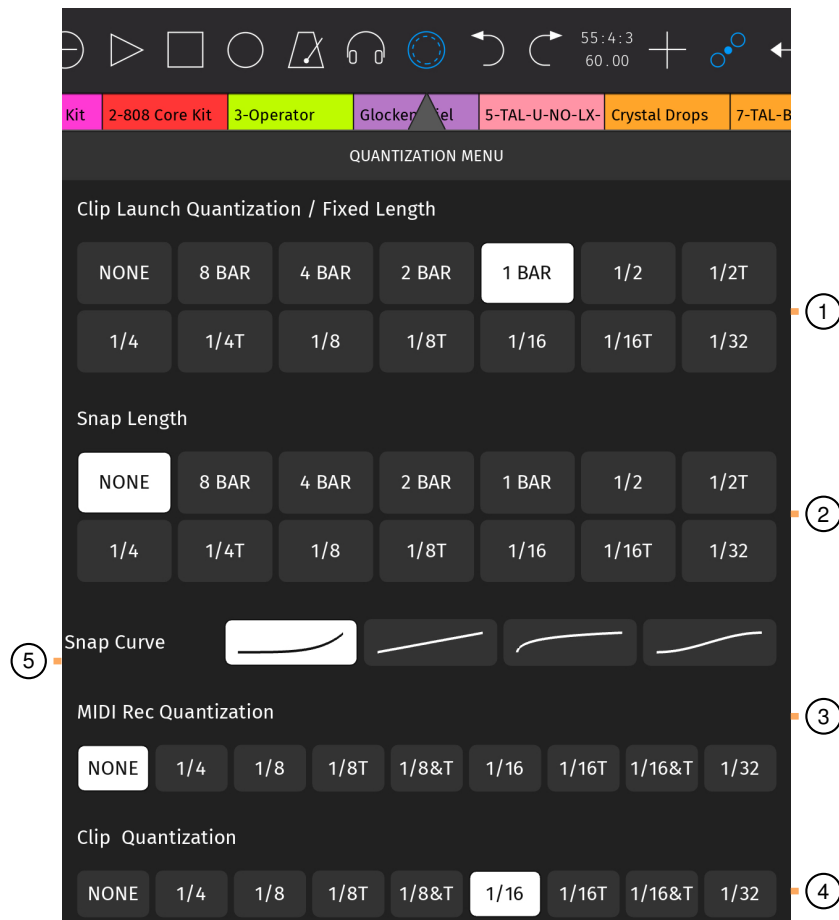 55:4:3
60.00
Kit 2-808 Core Kit 3-Operator Glocken el 5-TAL-U-NO-LX- Crystal Drops 7-TAL-B
QUANTIZATION MENU
Clip Launch Quantization / Fixed Length
NONE 8 BAR 4 BAR 2 BAR 1 BAR 1/2 1/2T
1
1/4 1/4T 1/8 1/8T 1/16 1/16T 1/32
Snap Length
NONE 8 BAR 4 BAR 2 BAR 1 BAR 1/2 1/2T
2
1/4 1/4T 1/8 1/8T 1/16 1/16T 1/32
Snap Curve
5
MIDI Rec Quantization
3
NONE 1/4 1/8 1/8T 1/8&T 1/16 1/16T 1/16&T 1/32
Clip Quantization
NONE 1/4 1/8 1/8T 1/8&T 1/16 1/16T 1/16&T 1/32
4